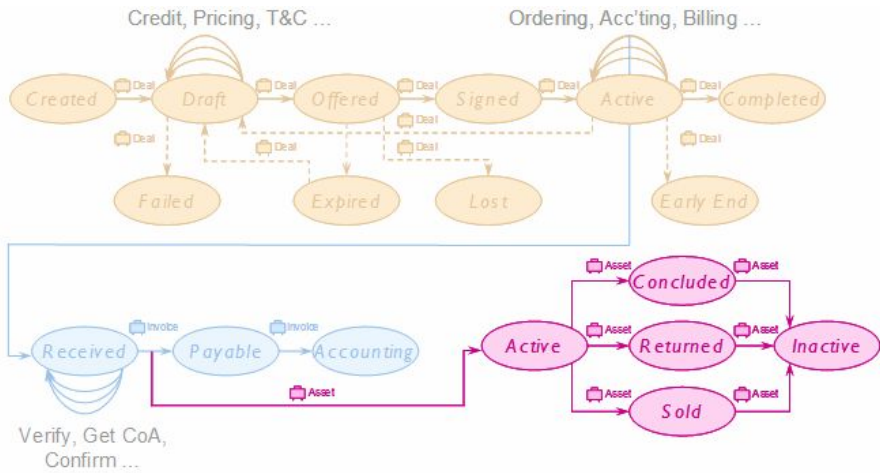 Credit, Pricing, T&C ...
Ordering, Acc'ting, Billing ...
Deal Deal Deal Deal Deal
Created Draft Offered Signed Active Completed
Deal
Deal Deal Deal Deal
Failed Expired Lost Early End
Asset Asset
Concluded
Invoice Invoice
Asset Asset
Received Payable Accounting Active Returned Inactive
Asset
Asset Asset
Sold
Verify, Get CoA,
Confirm ...